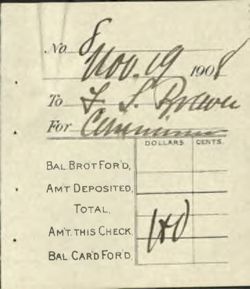 No. 8
Nov. 19 1908
To
For
DOLLARS. CENTS.
BAL BROT FOR'D,
AMT DEPOSITED,
TOTAL,
AM'T. THIS CHECK
BAL CAR'D FOR'D